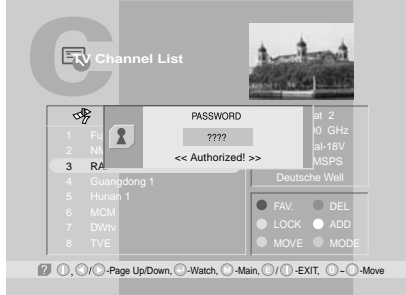 TV Channel List
PASSWORD
????
<< Authorized! >>
at 2
GHz
al-18V
MSPS
Deutsche Well
1 Fu
2 NM
3 RA
4 Guangdong 1
5 Hunan 1
6 MCM
7 DWtv
8 TVE
FAV. DEL
LOCK ADD
MOVE MODE
-Page Up/Down, -Watch, M -Main, E / -EXIT, 0 ~ 9 -Move